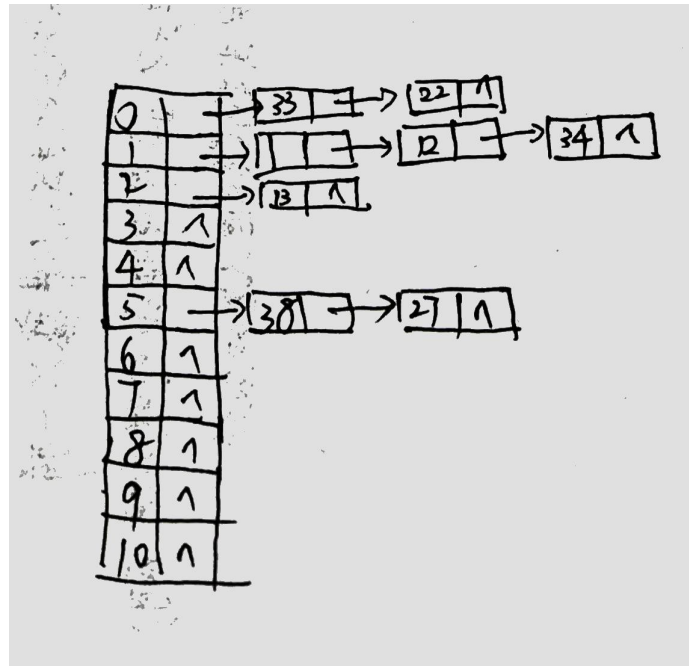 0 → 33 → 22 ∧
1 → 1 → 12 → 34 ∧
2 → 13 ∧
3 ∧
4 ∧
5 → 38 → 27 ∧
6 ∧
7 ∧
8 ∧
9 ∧
10 ∧